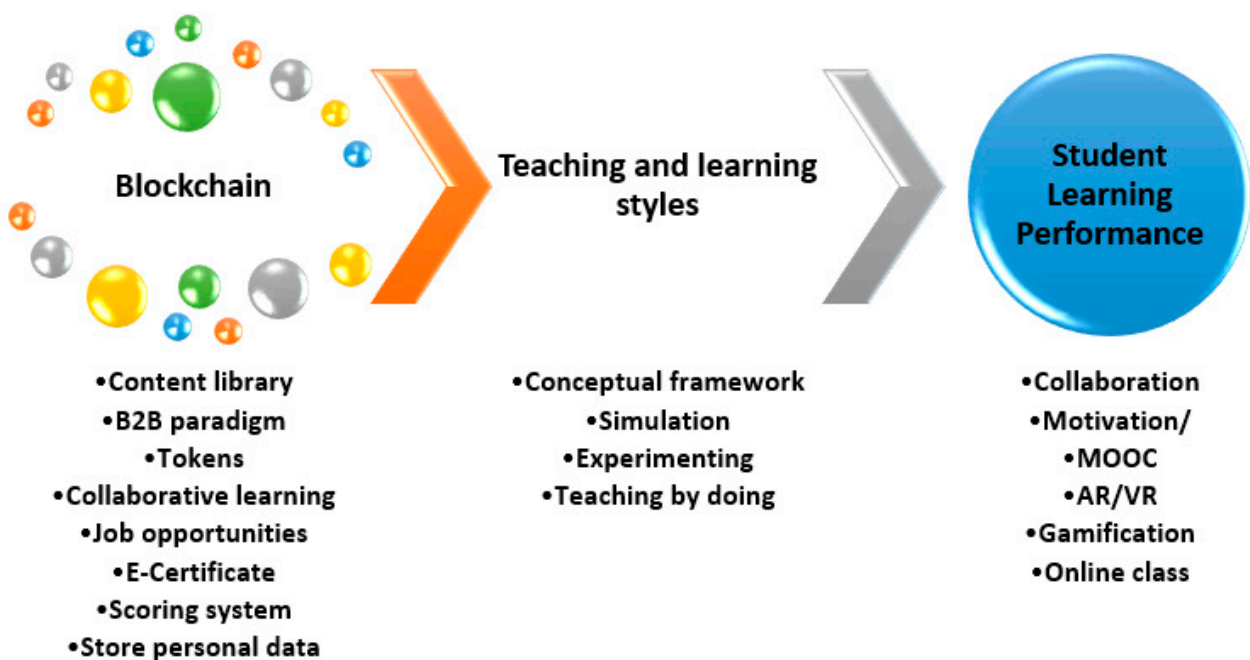 Blockchain
Teaching and learning
styles
Student
Learning
Performance
•Content library
•B2B paradigm
•Tokens
•Collaborative learning
•Job opportunities
•E-Certificate
•Scoring system
•Store personal data
•Conceptual framework
•Simulation
•Experimenting
•Teaching by doing
•Collaboration
•Motivation/
•MOOC
•AR/VR
•Gamification
•Online class